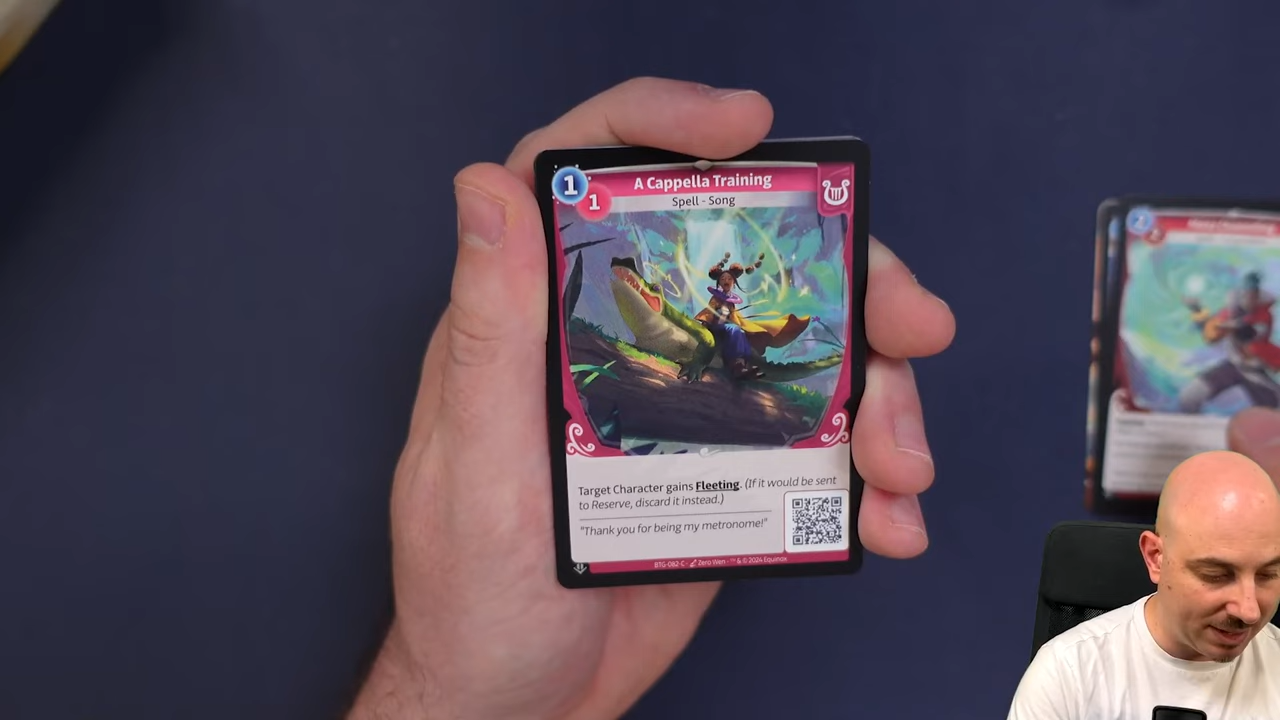 1
1
A Cappella Training
Spell - Song
Target Character gains Fleeting. (If it would be sent
to Reserve, discard it instead.)
"Thank you for being my metronome!"
BTG-082-C - Zero Wen - ™ & © 2024 Equinox
2